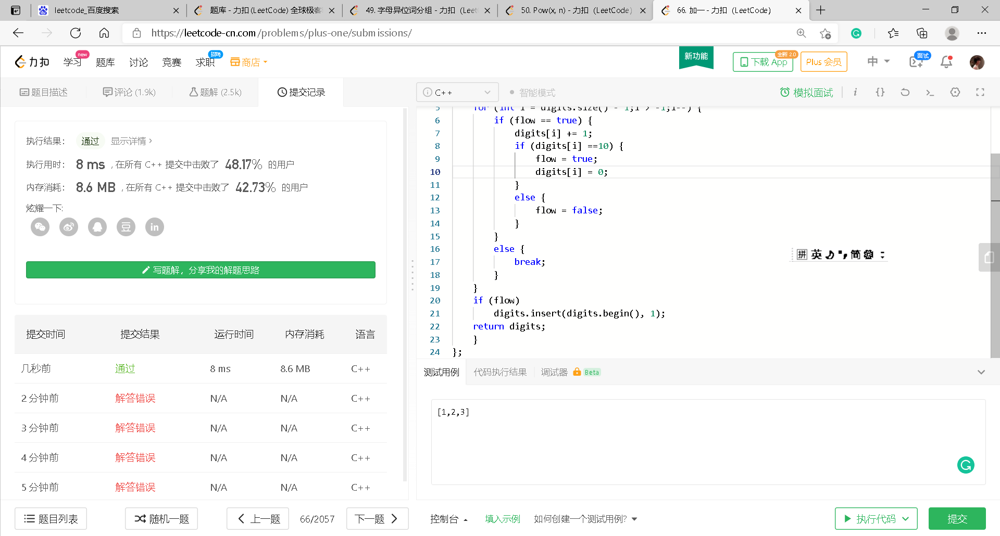 leetcode_百度搜索
题库 - 力扣 (LeetCode) 全球极客
49. 字母异位词分组 - 力扣 (Leet
50. Pow(x, n) - 力扣 (LeetCode)
66. 加一 - 力扣 (LeetCode)
https://leetcode-cn.com/problems/plus-one/submissions/
力扣 学习 new 题库 讨论 竞赛 求职 招聘 商店
新功能 下载 App 全新 2.0 Plus 会员 中 面试
题目描述 评论 (1.9k) 题解 (2.5k) 提交记录
C++ 智能模式 模拟面试 i {}
执行结果: 通过 显示详情 >
执行用时: 8 ms , 在所有 C++ 提交中击败了 48.17% 的用户
内存消耗: 8.6 MB , 在所有 C++ 提交中击败了 42.73% 的用户
炫耀一下:
豆 in
写题解, 分享我的解题思路
提交时间 提交结果 运行时间 内存消耗 语言
几秒前 通过 8 ms 8.6 MB C++
2 分钟前 解答错误 N/A N/A C++
3 分钟前 解答错误 N/A N/A C++
4 分钟前 解答错误 N/A N/A C++
5 分钟前 解答错误 N/A N/A C++
题目列表 随机一题 上一题 66/2057 下一题
5 for (int i = digits.size() - 1;i > -1;i--) {
6 if (flow == true) {
7 digits[i] += 1;
8 if (digits[i] ==10) {
9 flow = true;
10 digits[i] = 0;
11 }
12 else {
13 flow = false;
14 }
15 }
16 else {
17 break;
18 }
19 }
20 if (flow)
21 digits.insert(digits.begin(), 1);
22 return digits;
23 }
24 };
拼 英 简
测试用例 代码执行结果 调试器 Beta
[1,2,3]
控制台 填入示例 如何创建一个测试用例? 执行代码 提交